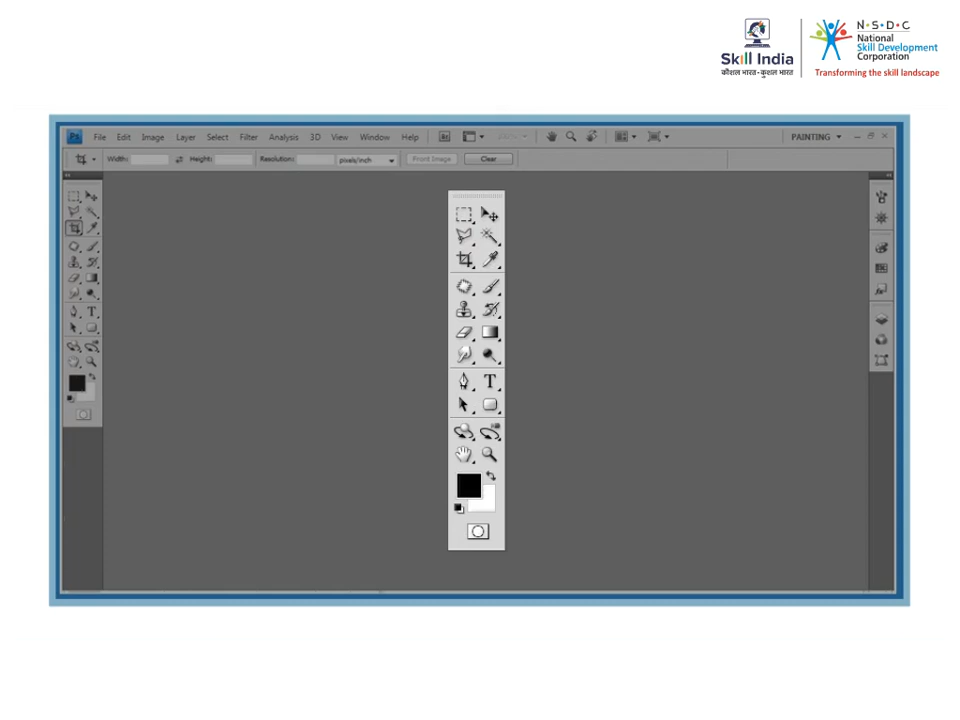 Skill India
कौशल भारत - कुशल भारत
N·S·D·C
National
Skill Development
Corporation
Transforming the skill landscape
Ps File Edit Image Layer Select Filter Analysis 3D View Window Help Br PAINTING
Width: Height: Resolution: pixels/inch Front Image Clear
T
T